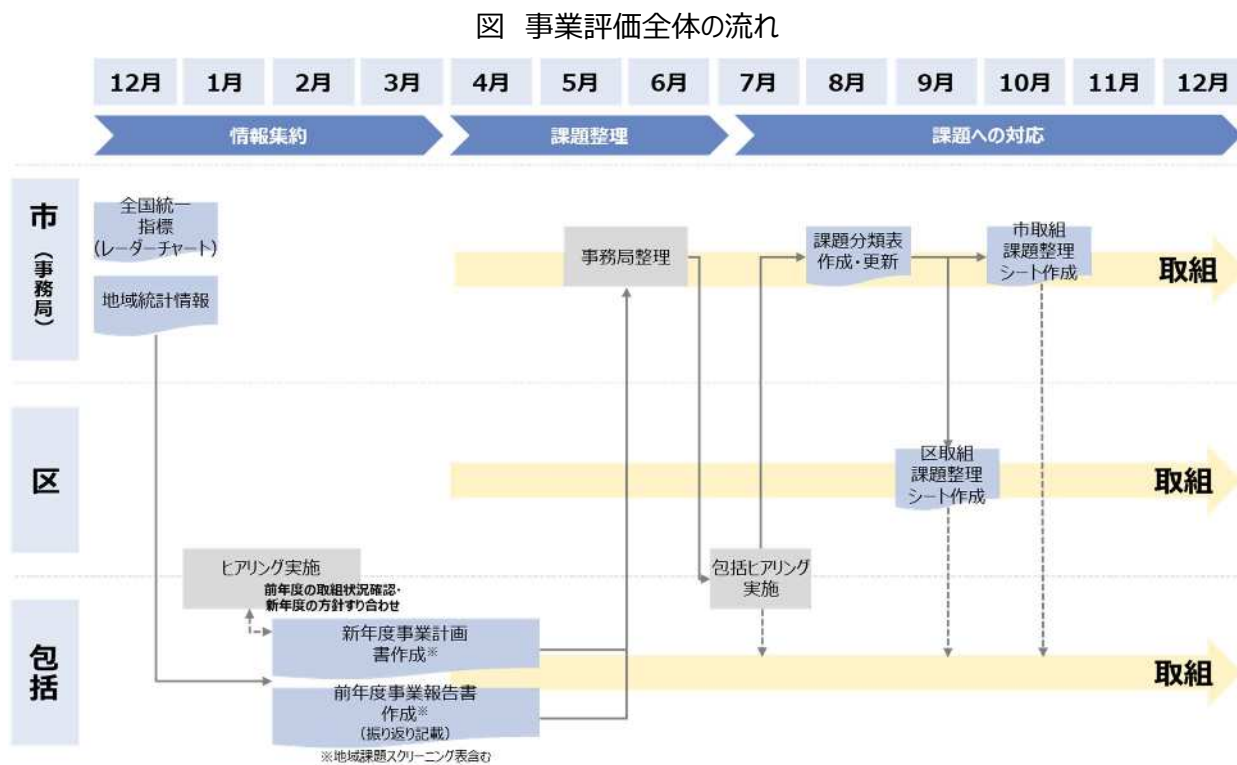 図 事業評価全体の流れ
12月 1月 2月 3月 4月 5月 6月 7月 8月 9月 10月 11月 12月
情報集約 課題整理 課題への対応
市
(事務局)
全国統一
指標
(レーダーチャート)
地域統計情報
事務局整理
課題分類表
作成・更新
市取組
課題整理
シート作成
取組
区
区取組
課題整理
シート作成
取組
ヒアリング実施
前年度の取組状況確認・
新年度の方針すり合わせ
包括ヒアリング
実施
包括
新年度事業計画
書作成※
前年度事業報告書
作成※
(振り返り記載)
※地域課題スクリーニング表含む
取組